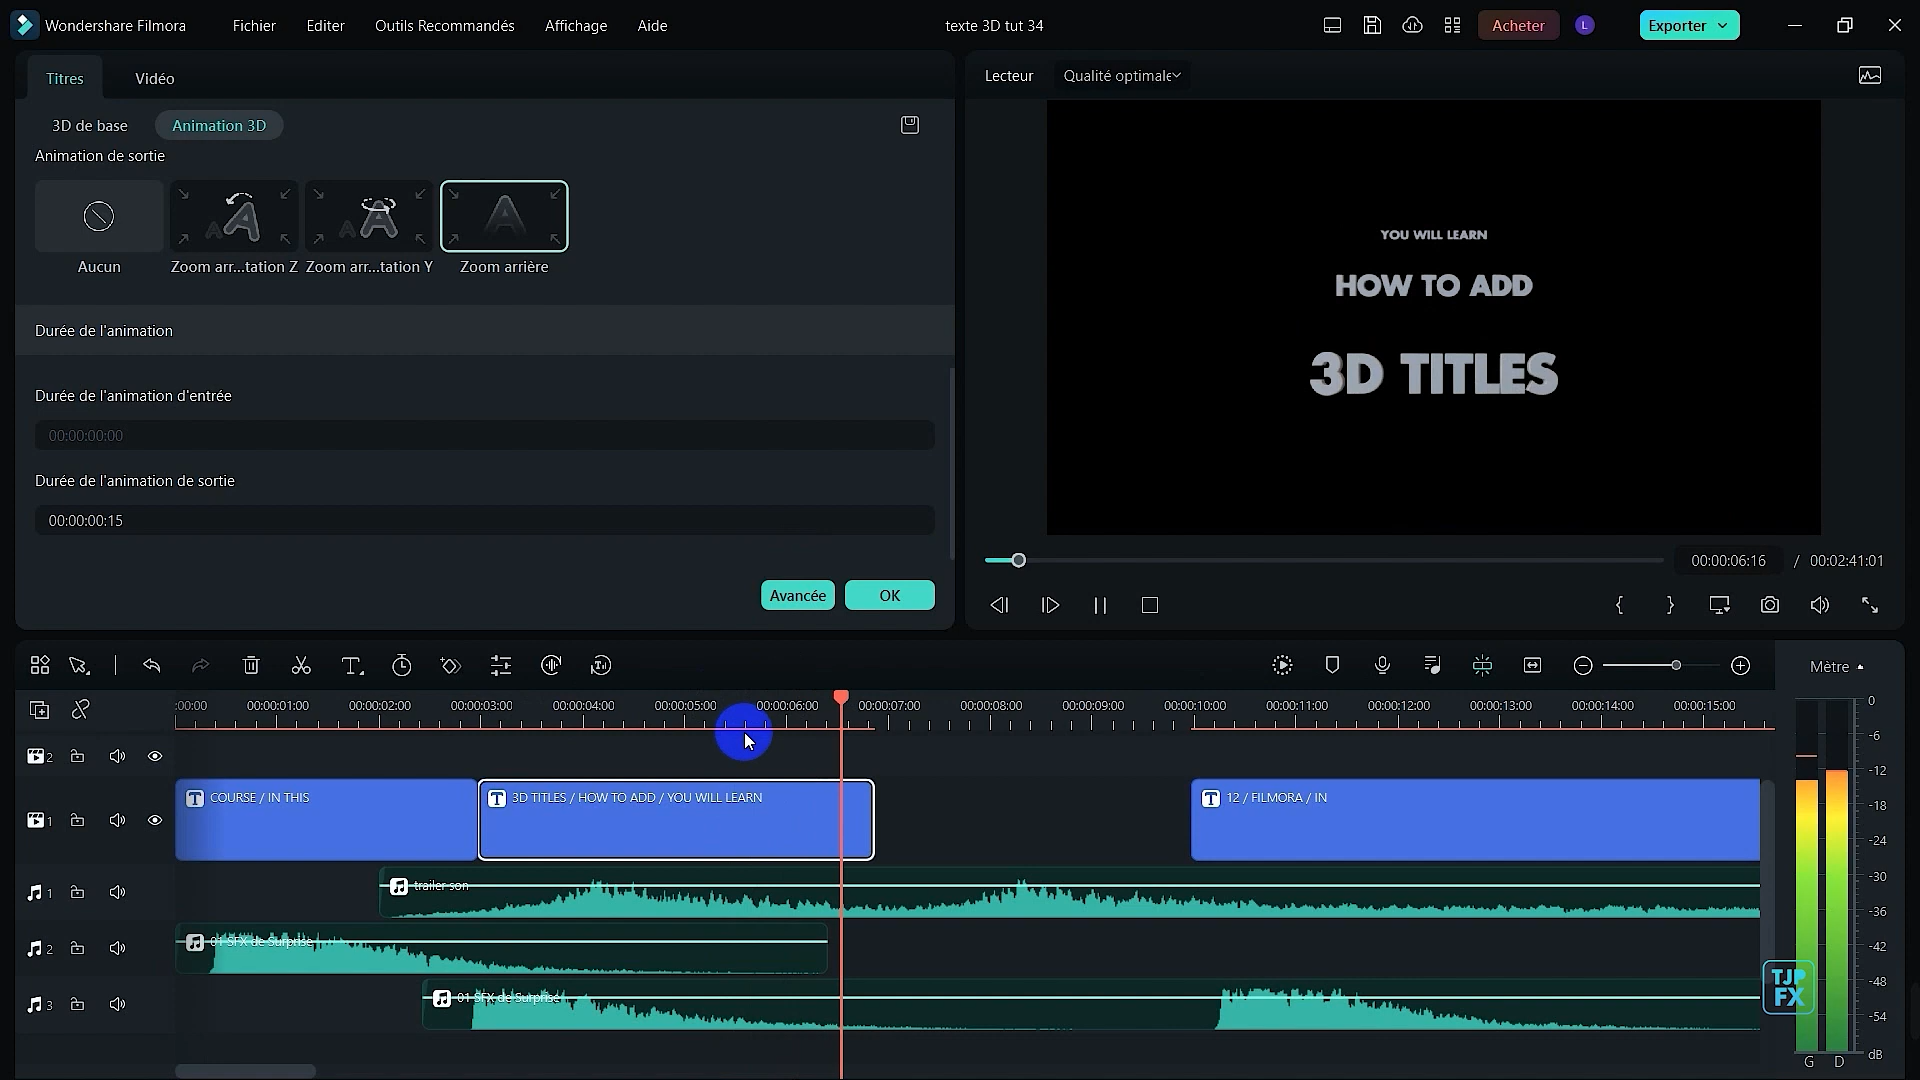 Wondershare Filmora
Fichier
Editer
Outils Recommandés
Affichage
Aide
texte 3D tut 34
Acheter
L
Exporter
Titres
Vidéo
Lecteur
Qualité optimale
3D de base
Animation 3D
Animation de sortie
Aucun
Zoom arr...tation Z
Zoom arr...tation Y
Zoom arrière
Durée de l'animation
Durée de l'animation d'entrée
00:00:00:00
Durée de l'animation de sortie
00:00:00:15
Avancée
OK
YOU WILL LEARN
HOW TO ADD
3D TITLES
00:00:06:16 / 00:02:41:01
Mètre
:00:00
00:00:01:00
00:00:02:00
00:00:03:00
00:00:04:00
00:00:05:00
00:00:06:00
00:00:07:00
00:00:08:00
00:00:09:00
00:00:10:00
00:00:11:00
00:00:12:00
00:00:13:00
00:00:14:00
00:00:15:00
2
1
COURSE / IN THIS
3D TITLES / HOW TO ADD / YOU WILL LEARN
12 / FILMORA / IN
1
trailer son
2
01 SFX de Surprise
3
01 SFX de Surprise
0
-6
-12
-18
-24
-30
-36
-42
-48
-54
dB
G
D
TJP
FX